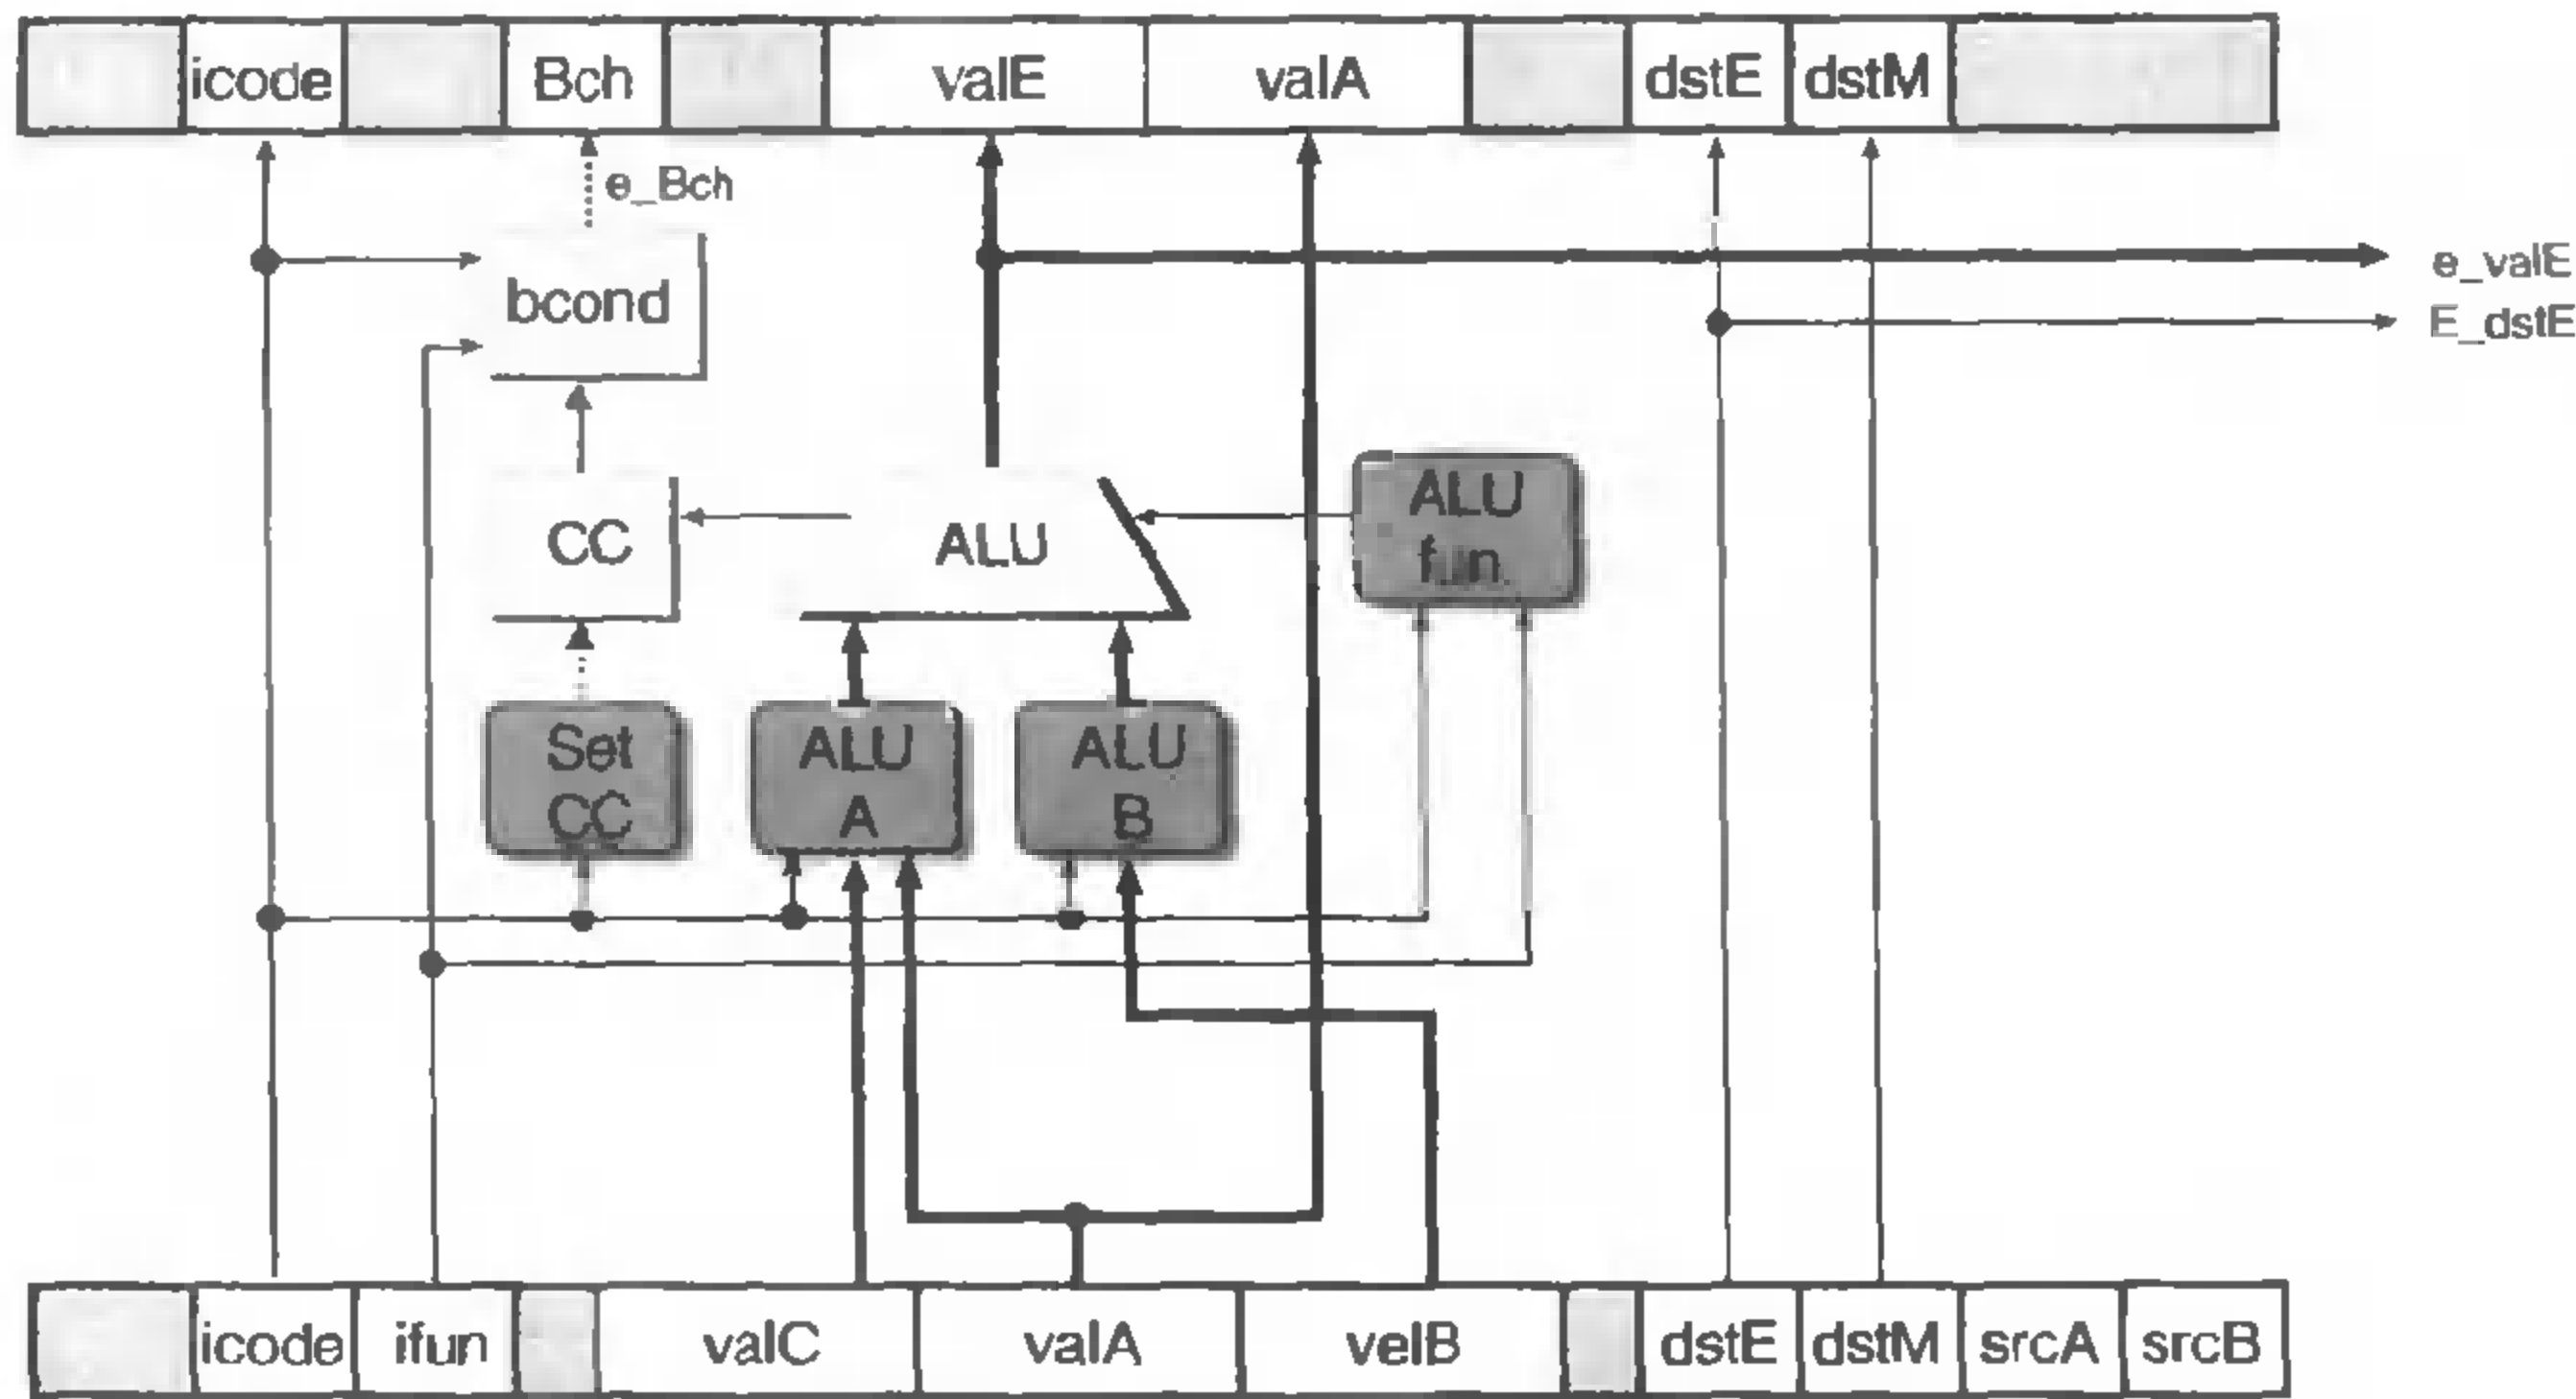 icode Bch valE valA dstE dstM
e_Bch
e_valE
bcond
E_dstE
ALU
fun.
CC ALU
Set ALU ALU
CC A B
icode ifun valC valA velB dstE dstM srcA srcB